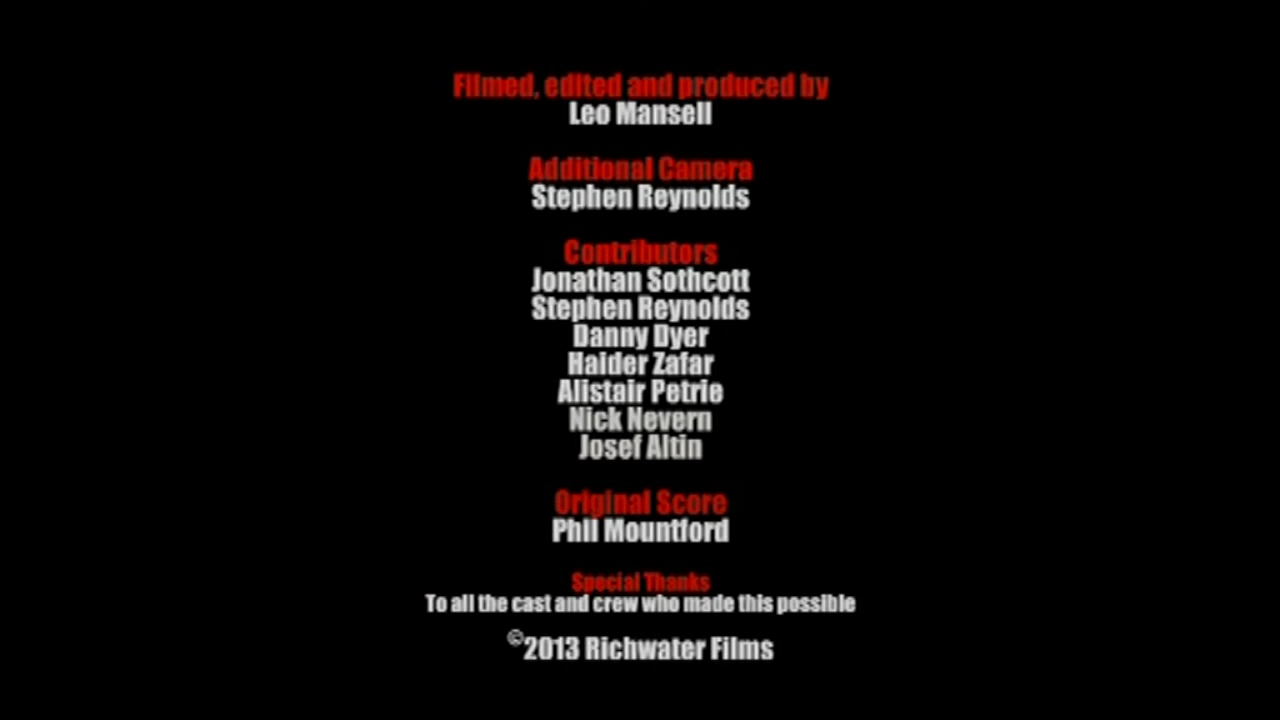 Filmed, edited and produced by
Leo Mansell
Additional Camera
Stephen Reynolds
Contributors
Jonathan Sothcott
Stephen Reynolds
Danny Dyer
Haider Zafar
Alistair Petrie
Nick Nevern
Josef Altin
Original Score
Phil Mountford
Special Thanks
To all the cast and crew who made this possible
©2013 Richwater Films